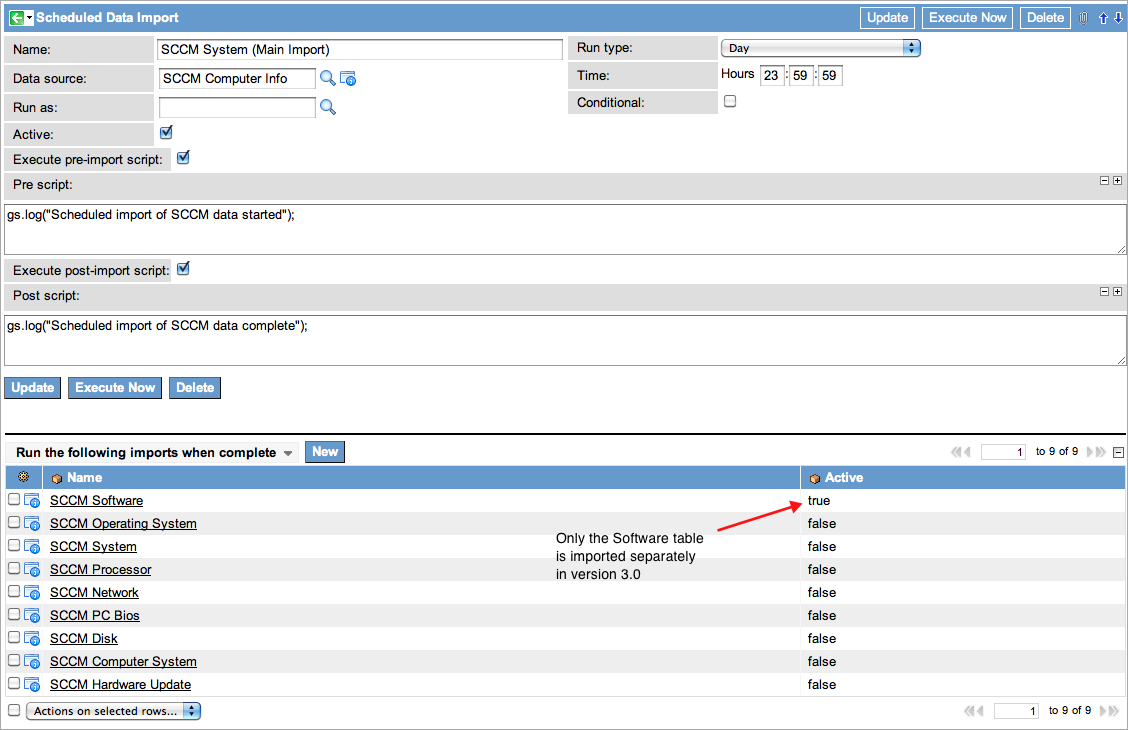 Scheduled Data Import Update Execute Now Delete
Name: SCCM System (Main Import) Run type: Day
Data source: SCCM Computer Info Time: Hours 23 : 59 : 59
Run as: Conditional:
Active:
Execute pre-import script:
Pre script:
gs.log("Scheduled import of SCCM data started");
Execute post-import script:
Post script:
gs.log("Scheduled import of SCCM data complete");
Update Execute Now Delete
Run the following imports when complete New 1 to 9 of 9
Name Active
SCCM Software true
SCCM Operating System false
SCCM System false
SCCM Processor false
SCCM Network false
SCCM PC Bios false
SCCM Disk false
SCCM Computer System false
SCCM Hardware Update false
Only the Software table
is imported separately
in version 3.0
Actions on selected rows... 1 to 9 of 9